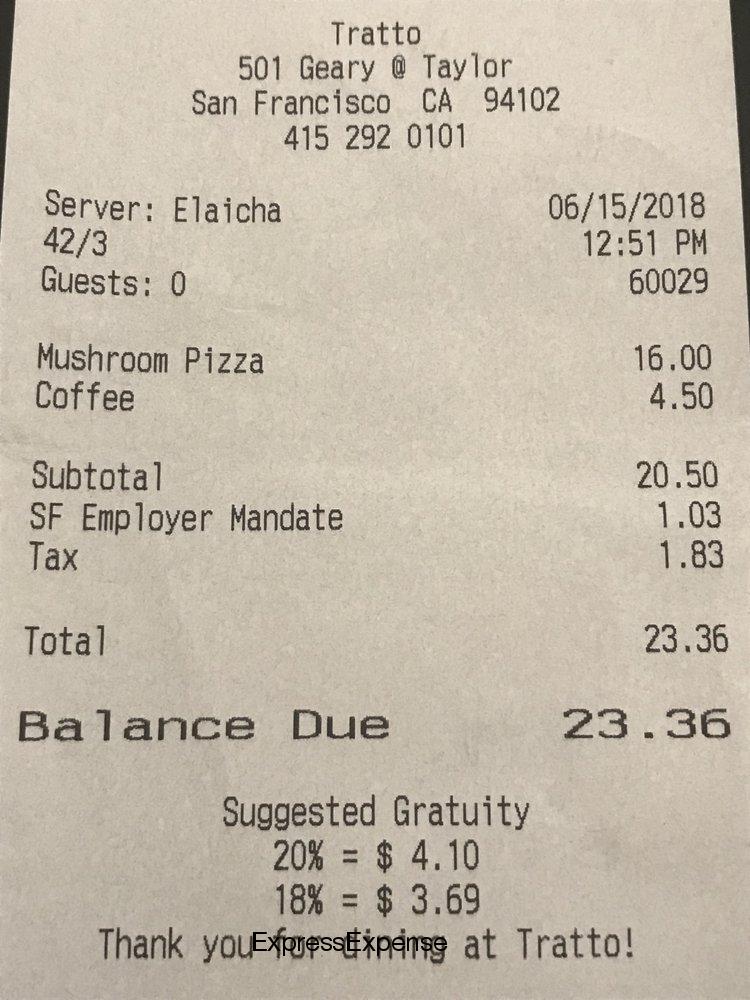 Tratto
501 Geary @ Taylor
San Francisco CA 94102
415 292 0101
Server: Elaicha 06/15/2018
42/3 12:51 PM
Guests: 0 60029
Mushroom Pizza 16.00
Coffee 4.50
Subtotal 20.50
SF Employer Mandate 1.03
Tax 1.83
Total 23.36
Balance Due 23.36
Suggested Gratuity
20% = $ 4.10
18% = $ 3.69
Thank you for dining at Tratto!
ExpressExpense